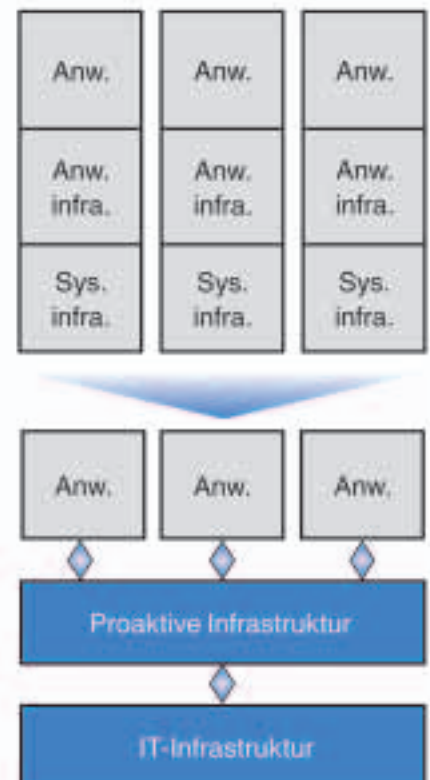 Anw.
Anw.
Anw.
Anw.
infra.
Anw.
infra.
Anw.
infra.
Sys.
infra.
Sys.
infra.
Sys.
infra.
Anw.
Anw.
Anw.
Proaktive Infrastruktur
IT-Infrastruktur